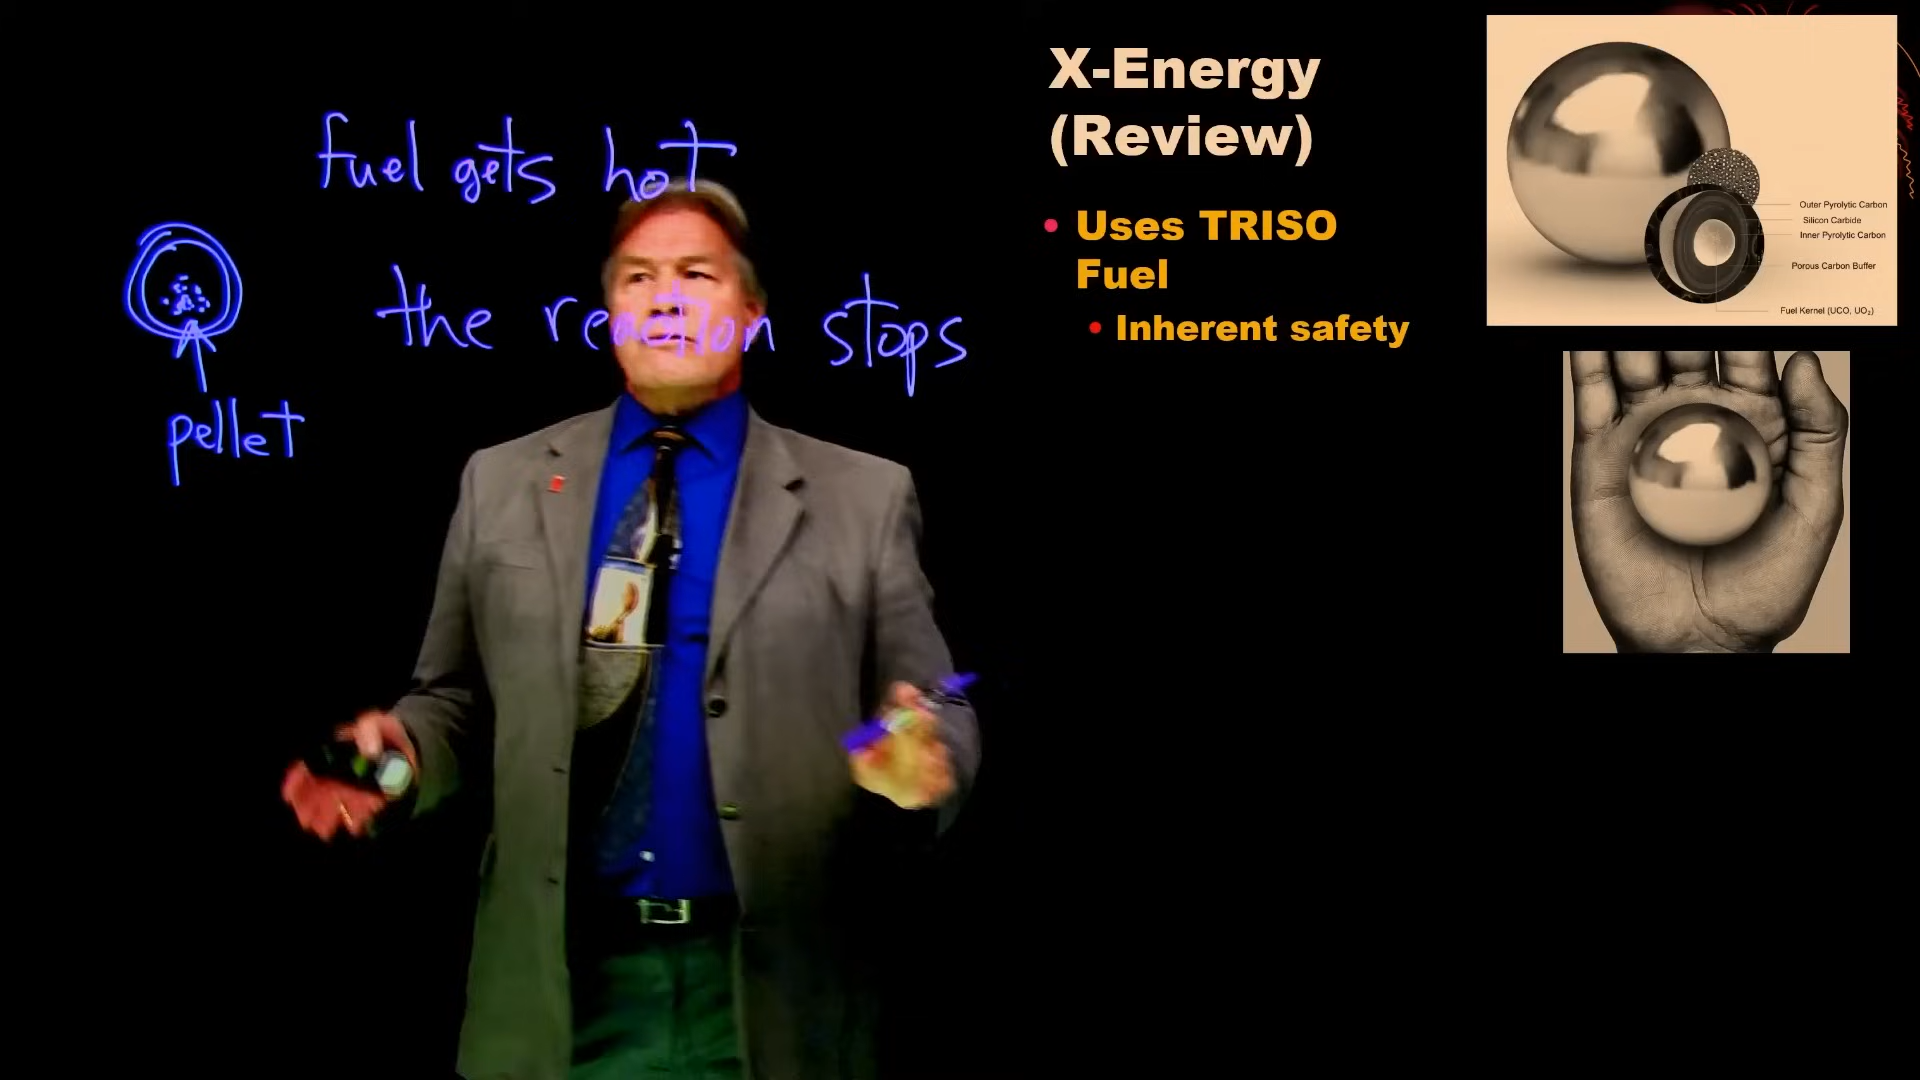 fuel gets hot
the reaction stops
pellet
X-Energy
(Review)
• Uses TRISO
Fuel
• Inherent safety
Outer Pyrolytic Carbon
Silicon Carbide
Inner Pyrolytic Carbon
Porous Carbon Buffer
Fuel Kernel (UCO, UO₂)